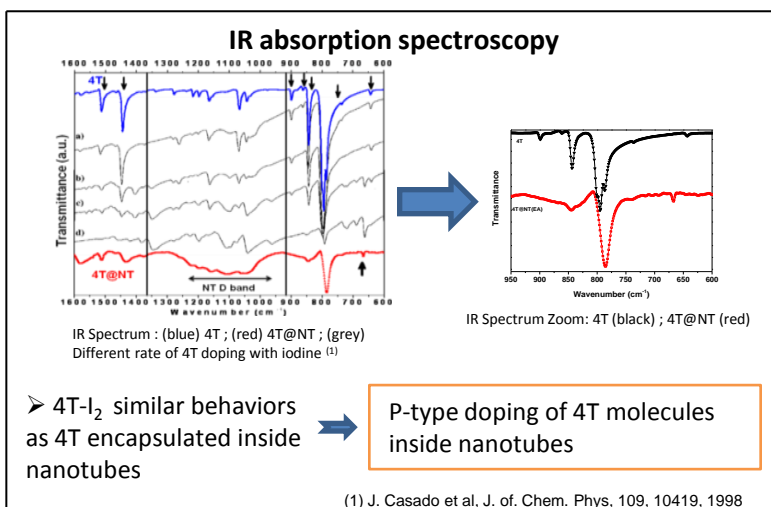 IR absorption spectroscopy
1600 1500 1400 1300 1200 1100 1000 900 800 700 600
4T
a)
b)
c)
d)
4T@NT
NT D band
Transmittance (a.u.)
1600 1500 1400 1300 1200 1100 1000 900 800 700 600
Wavenumber (cm-1)
4T
4T@NT(EA)
Transmittance
950 900 850 800 750 700 650 600
Wavenumber (cm-1)
IR Spectrum : (blue) 4T ; (red) 4T@NT ; (grey)
Different rate of 4T doping with iodine (1)
IR Spectrum Zoom: 4T (black) ; 4T@NT (red)
➢ 4T-I2 similar behaviors
as 4T encapsulated inside
nanotubes
P-type doping of 4T molecules
inside nanotubes
(1) J. Casado et al, J. of. Chem. Phys, 109, 10419, 1998